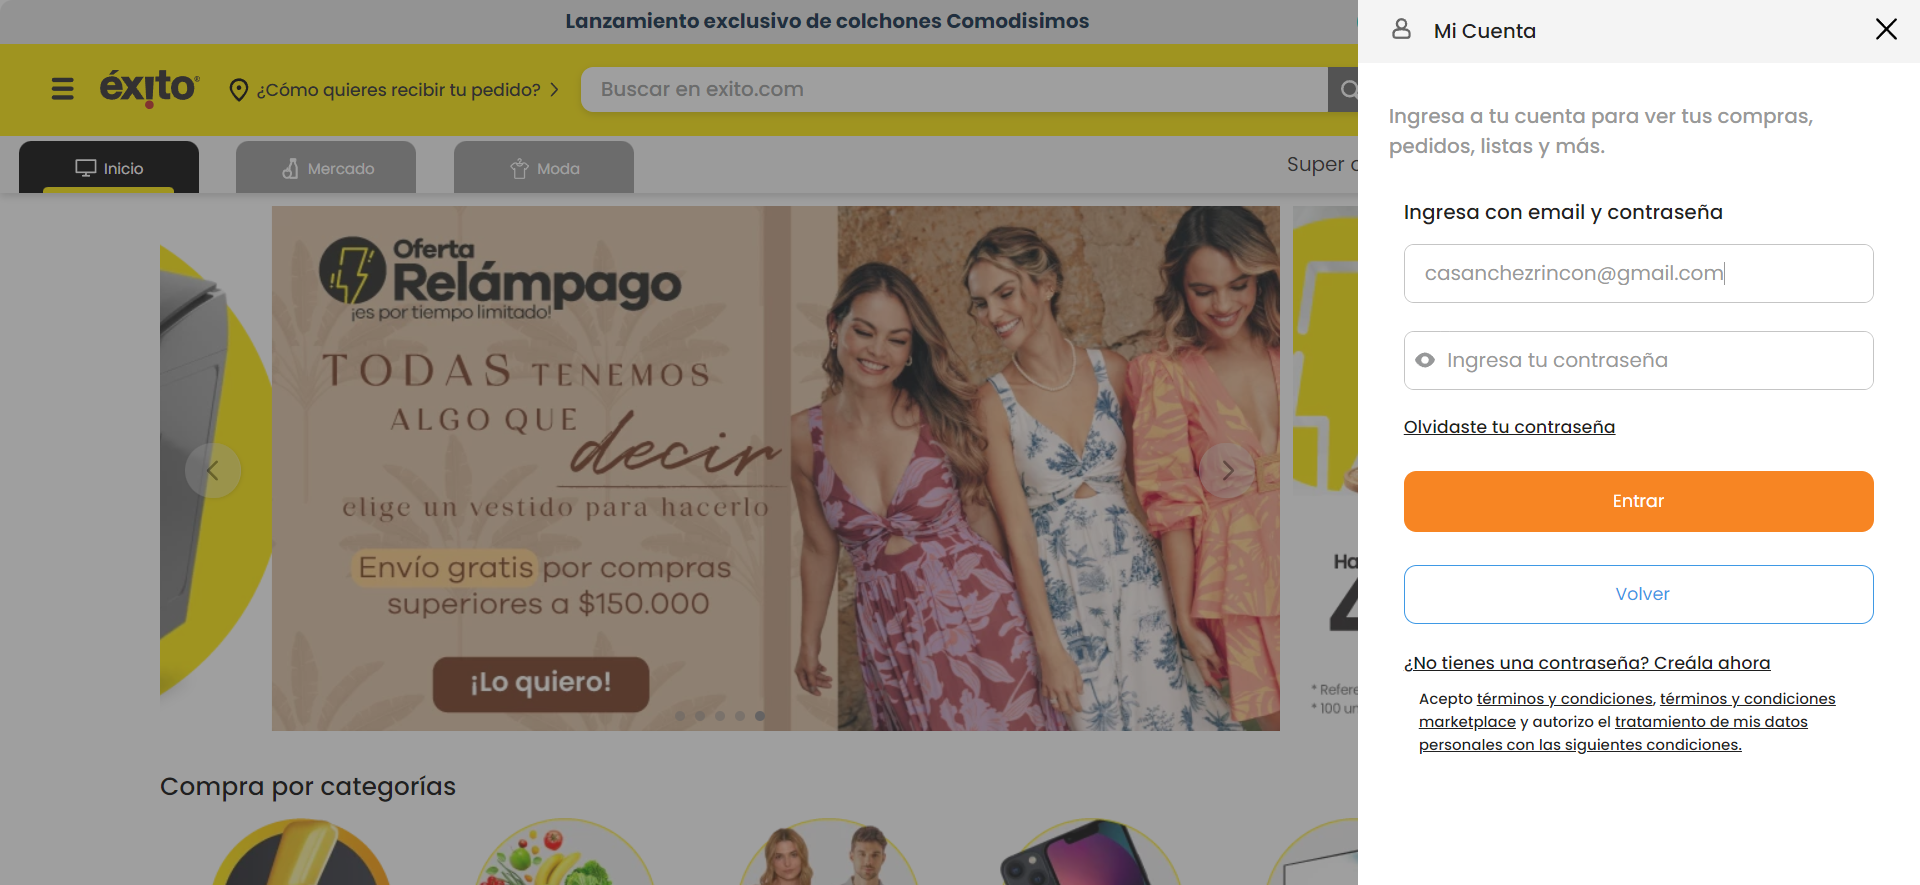 Lanzamiento exclusivo de colchones Comodisimos
Mi Cuenta
éxito
¿Cómo quieres recibir tu pedido?
Buscar en exito.com
Inicio
Mercado
Moda
Super
Ingresa a tu cuenta para ver tus compras,
pedidos, listas y más.
Ingresa con email y contraseña
casanchezrincon@gmail.com
Ingresa tu contraseña
Olvidaste tu contraseña
Entrar
Volver
¿No tienes una contraseña? Creála ahora
Acepto términos y condiciones, términos y condiciones
marketplace y autorizo el tratamiento de mis datos
personales con las siguientes condiciones.
Oferta
Relámpago
¡es por tiempo limitado!
TODAS TENEMOS
ALGO QUE
decir
elige un vestido para hacerlo
Envío gratis por compras
superiores a $150.000
¡Lo quiero!
* 100
Compra por categorías